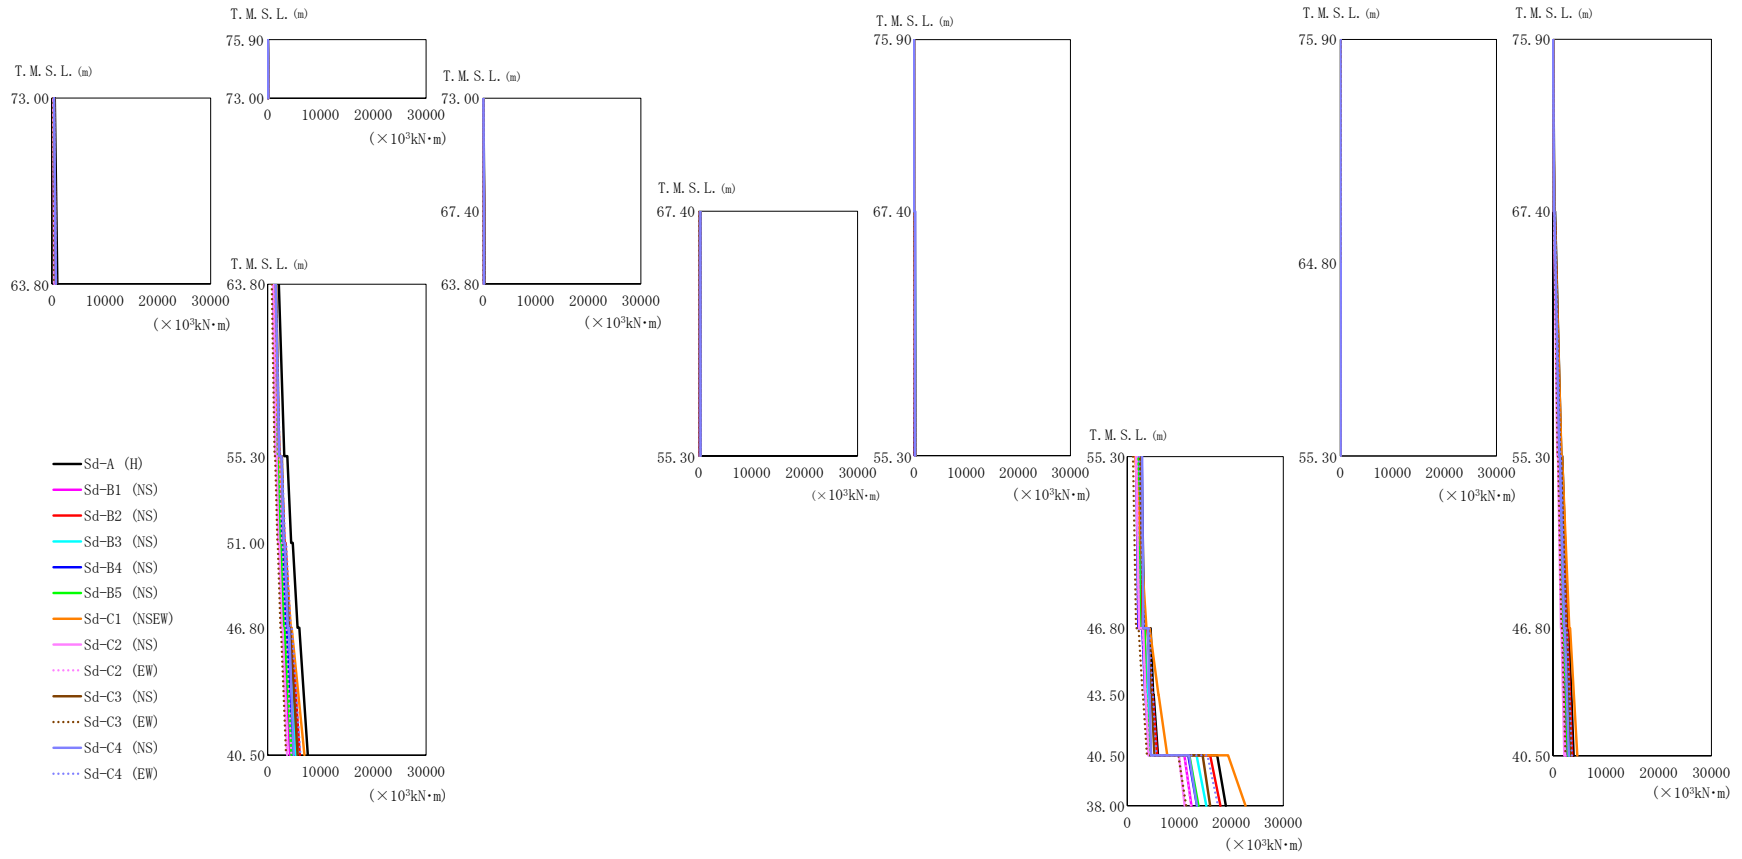 T.M.S.L.(m)
73.00
63.80
0 10000 20000 30000
(×10³kN・m)
T.M.S.L.(m)
75.90
73.00
0 10000 20000 30000
(×10³kN・m)
T.M.S.L.(m)
63.80
55.30
51.00
46.80
40.50
0 10000 20000 30000
(×10³kN・m)
T.M.S.L.(m)
73.00
67.40
63.80
0 10000 20000 30000
(×10³kN・m)
T.M.S.L.(m)
67.40
55.30
0 10000 20000 30000
(×10³kN・m)
T.M.S.L.(m)
75.90
67.40
55.30
0 10000 20000 30000
(×10³kN・m)
T.M.S.L.(m)
55.30
46.80
43.50
40.50
38.00
0 10000 20000 30000
(×10³kN・m)
T.M.S.L.(m)
75.90
64.80
55.30
0 10000 20000 30000
(×10³kN・m)
T.M.S.L.(m)
75.90
67.40
55.30
46.80
40.50
0 10000 20000 30000
(×10³kN・m)
Sd-A (H)
Sd-B1 (NS)
Sd-B2 (NS)
Sd-B3 (NS)
Sd-B4 (NS)
Sd-B5 (NS)
Sd-C1 (NSEW)
Sd-C2 (NS)
Sd-C2 (EW)
Sd-C3 (NS)
Sd-C3 (EW)
Sd-C4 (NS)
Sd-C4 (EW)